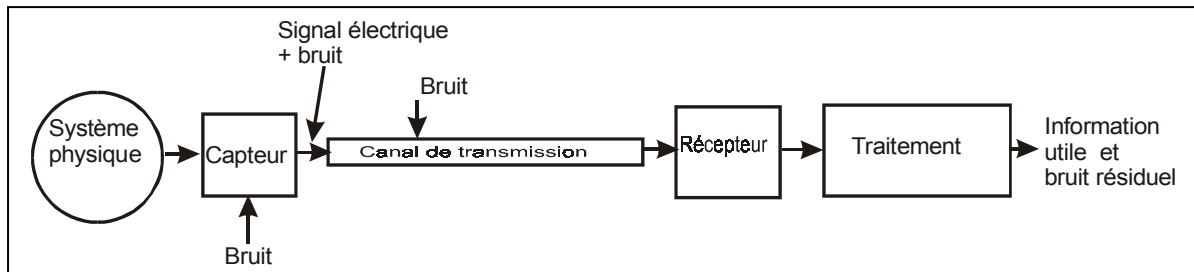 Signal électrique
+ bruit
Bruit
Système
physique
Capteur
Canal de transmission
Récepteur
Traitement
Information
utile et
bruit résiduel
Bruit